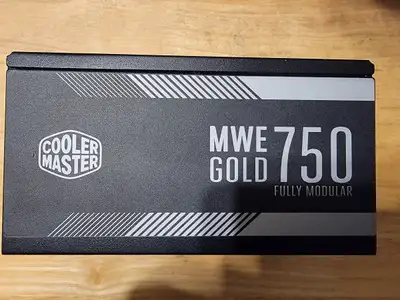 COOLER
MASTER
MWE
GOLD
750
FULLY MODULAR